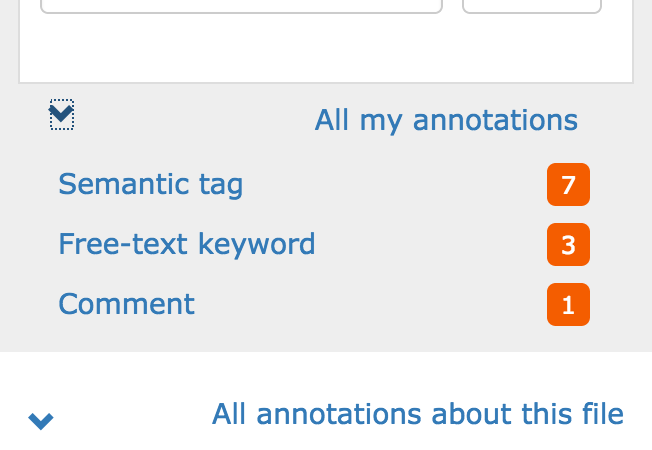 All my annotations
Semantic tag 7
Free-text keyword 3
Comment 1
All annotations about this file